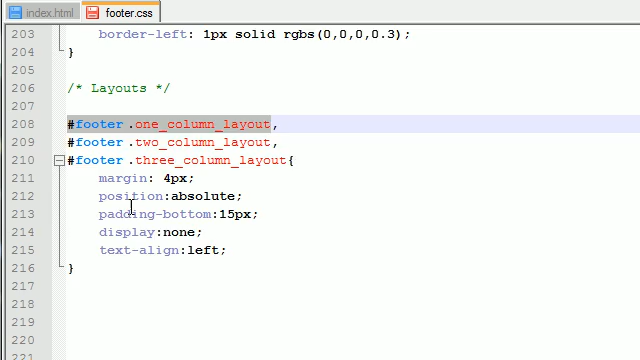 index.html footer.css
203 border-left: 1px solid rgbs(0,0,0,0.3);
204 }
205
206 /* Layouts */
207
208 #footer .one_column_layout,
209 #footer .two_column_layout,
210 #footer .three_column_layout{
211 margin: 4px;
212 position:absolute;
213 padding-bottom:15px;
214 display:none;
215 text-align:left;
216 }
217
218
219
220
221